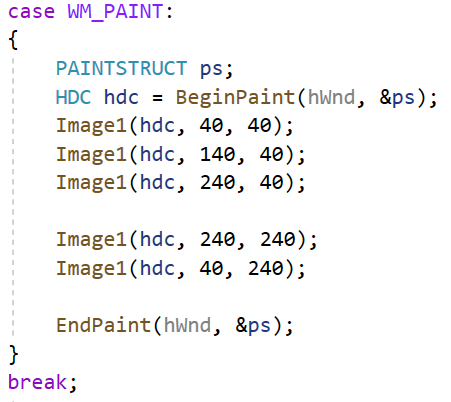 case WM_PAINT:
{
    PAINTSTRUCT ps;
    HDC hdc = BeginPaint(hWnd, &ps);
    Image1(hdc, 40, 40);
    Image1(hdc, 140, 40);
    Image1(hdc, 240, 40);

    Image1(hdc, 240, 240);
    Image1(hdc, 40, 240);

    EndPaint(hWnd, &ps);
}
break;